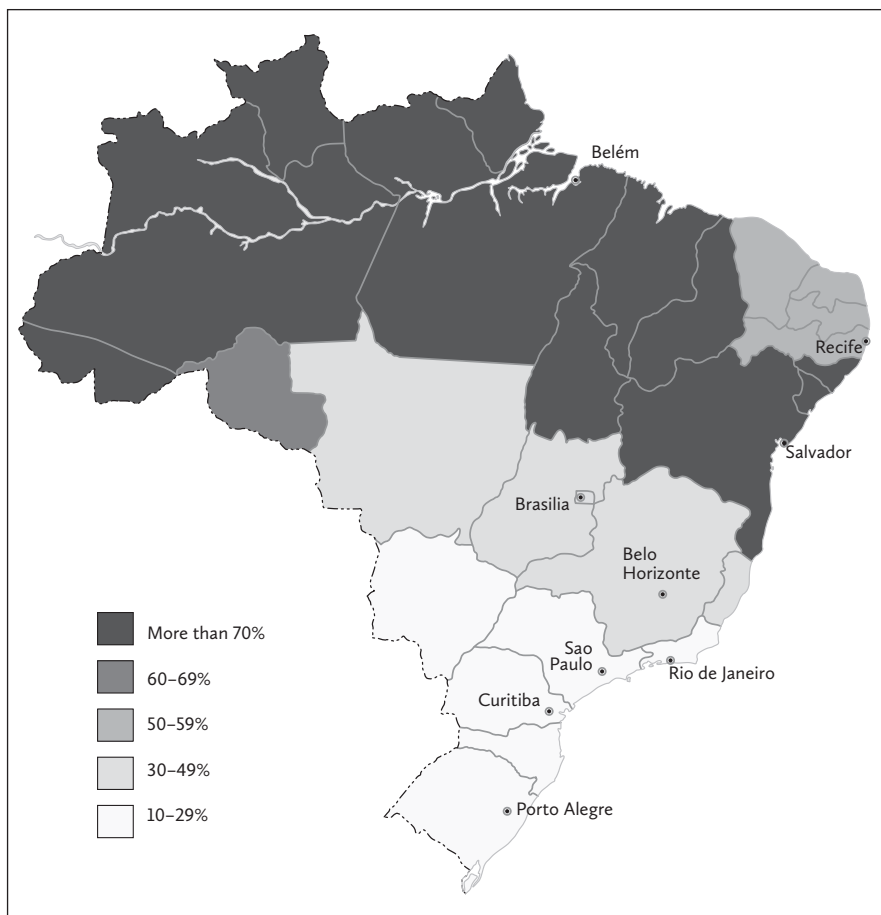 Belém
Recife
Salvador
Brasilia
Belo
Horizonte
More than 70%
60–69%
50–59%
30–49%
10–29%
Sao
Paulo
Rio de Janeiro
Curitiba
Porto Alegre